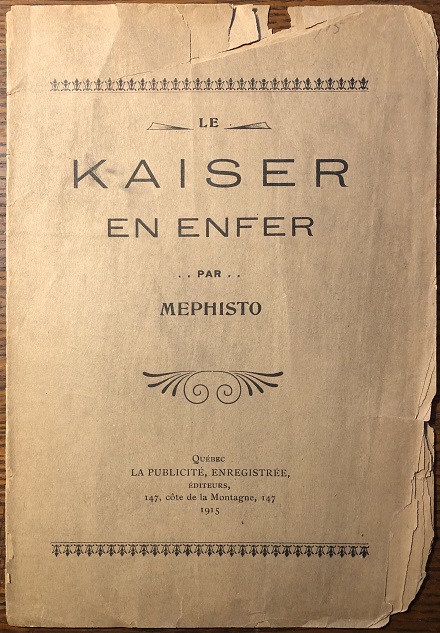 LE
KAISER
EN ENFER
. . PAR . .
MEPHISTO
QUÉBEC
LA PUBLICITÉ, ENREGISTRÉE,
ÉDITEURS,
147, côte de la Montagne, 147
1915